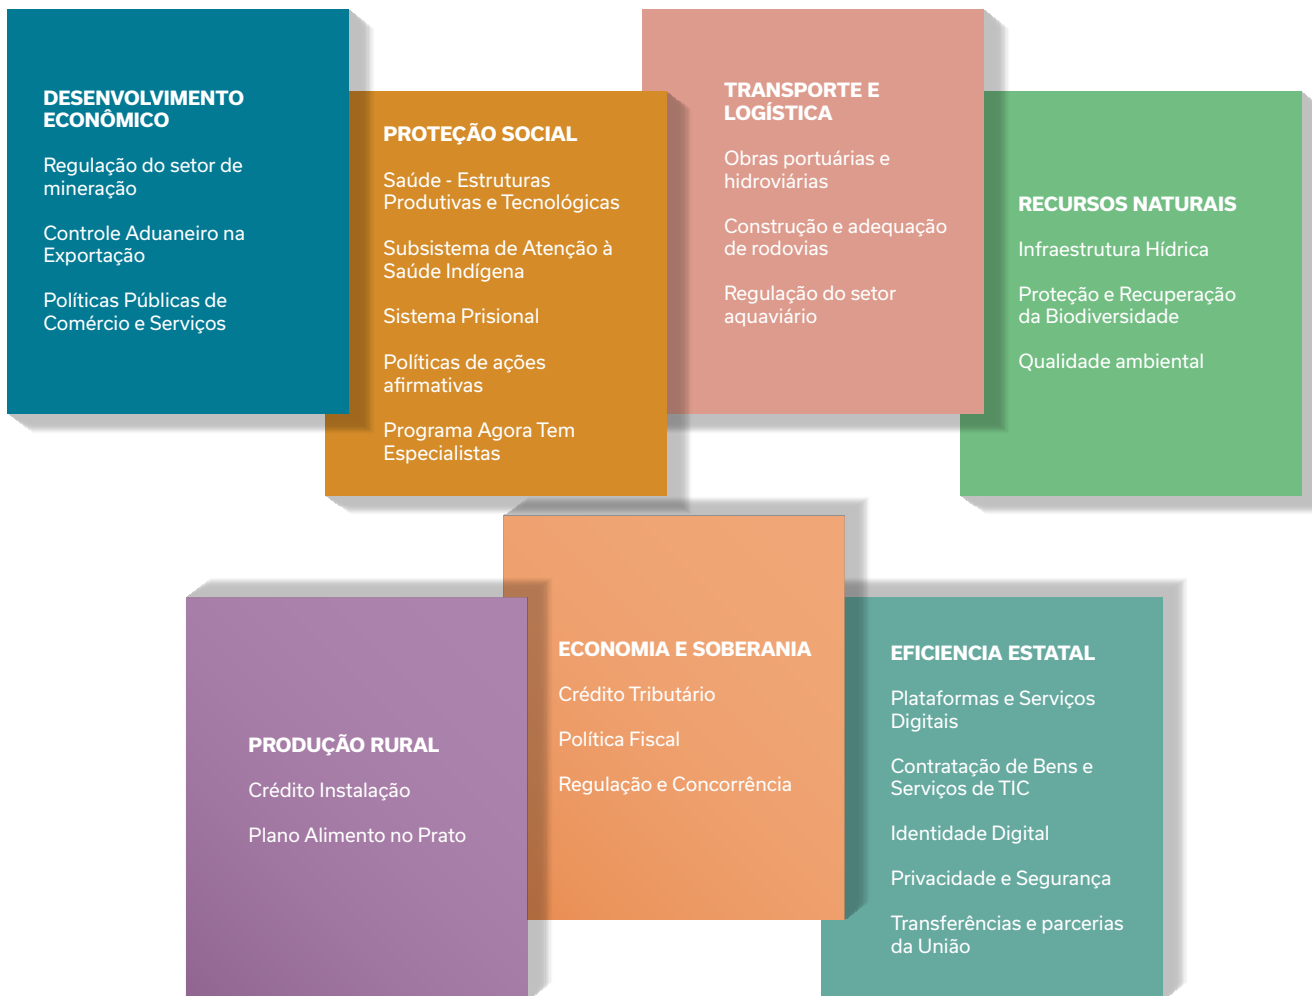 DESENVOLVIMENTO
ECONÔMICO
Regulação do setor de
mineração
Controle Aduaneiro na
Exportação
Políticas Públicas de
Comércio e Serviços
PROTEÇÃO SOCIAL
Saúde - Estruturas
Produtivas e Tecnológicas
Subsistema de Atenção à
Saúde Indígena
Sistema Prisional
Políticas de ações
afirmativas
Programa Agora Tem
Especialistas
TRANSPORTE E
LOGÍSTICA
Obras portuárias e
hidroviárias
Construção e adequação
de rodovias
Regulação do setor
aquaviário
RECURSOS NATURAIS
Infraestrutura Hídrica
Proteção e Recuperação
da Biodiversidade
Qualidade ambiental
PRODUÇÃO RURAL
Crédito Instalação
Plano Alimento no Prato
ECONOMIA E SOBERANIA
Crédito Tributário
Política Fiscal
Regulação e Concorrência
EFICIENCIA ESTATAL
Plataformas e Serviços
Digitais
Contratação de Bens e
Serviços de TIC
Identidade Digital
Privacidade e Segurança
Transferências e parcerias
da União